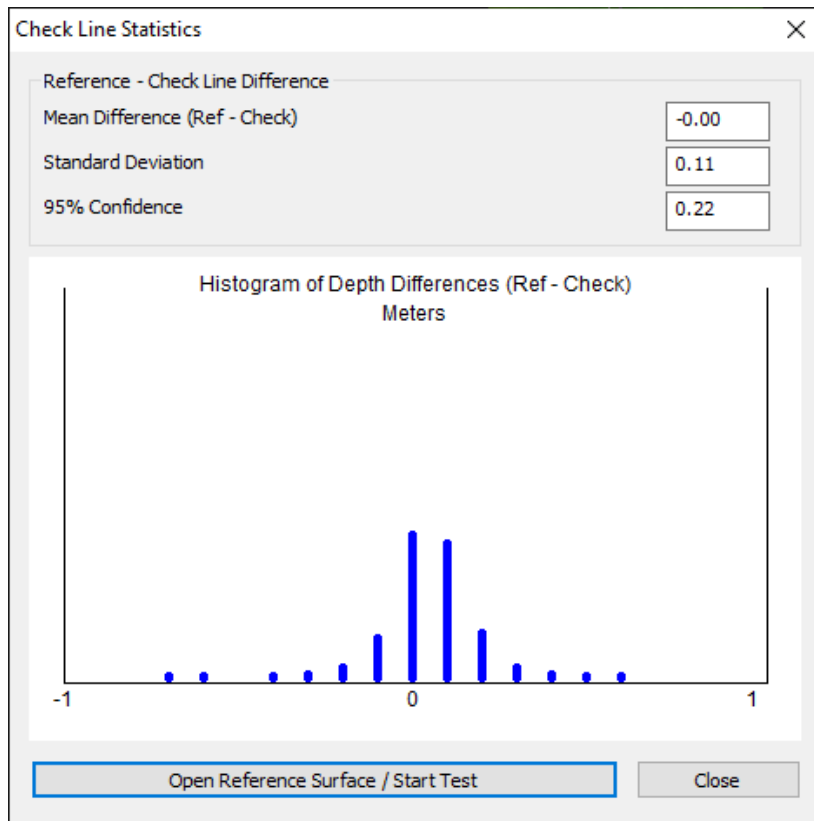 Check Line Statistics
Reference - Check Line Difference
Mean Difference (Ref - Check)
-0.00
Standard Deviation
0.11
95% Confidence
0.22
Histogram of Depth Differences (Ref - Check)
Meters
-1
0
1
Open Reference Surface / Start Test
Close